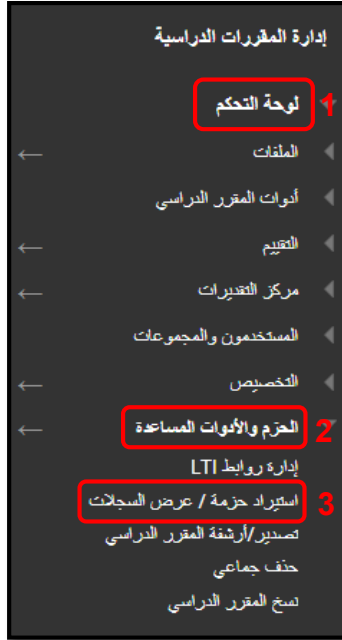 إدارة المقررات الدراسية
لوحة التحكم 1
الملفات
أدوات المقرر الدراسي
التقييم
مركز التقديرات
المستخدمون والمجموعات
التخصيص
الحزم والأدوات المساعدة 2
إدارة روابط LTI
استيراد حزمة / عرض السجلات 3
تصدير/أرشفة المقرر الدراسي
حذف جماعي
نسخ المقرر الدراسي